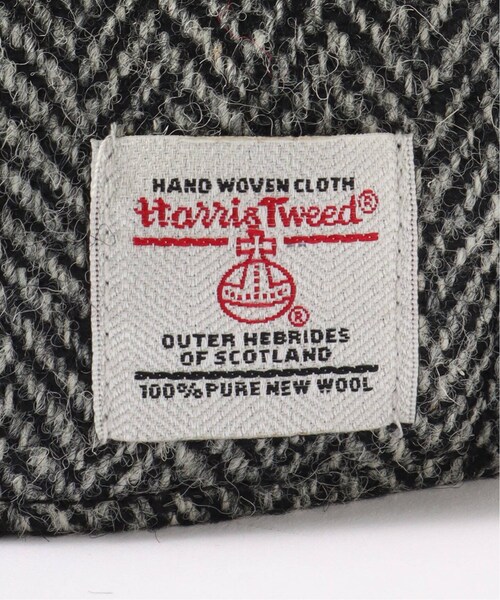 HAND WOVEN CLOTH
Harris Tweed®
®
OUTER HEBRIDES
OF SCOTLAND
100% PURE NEW WOOL